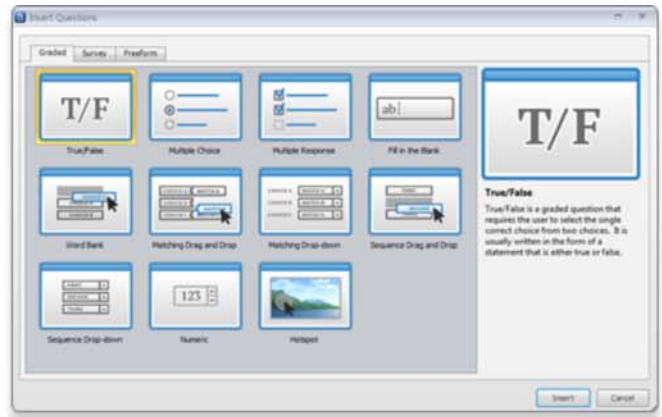 Insert Questions
Graded Survey Freeform
T/F
True/False
Multiple Choice
Multiple Response
ab
Fill in the Blank
Word Bank
Matching Drag and Drop
Matching Drop-down
Sequence Drag and Drop
Sequence Drop-down
123
Numeric
Hotspot
T/F
True/False
True/False is a graded question that
requires the user to select the single
correct choice from two choices. It is
usually written in the form of a
statement that is either true or false.
Insert Cancel